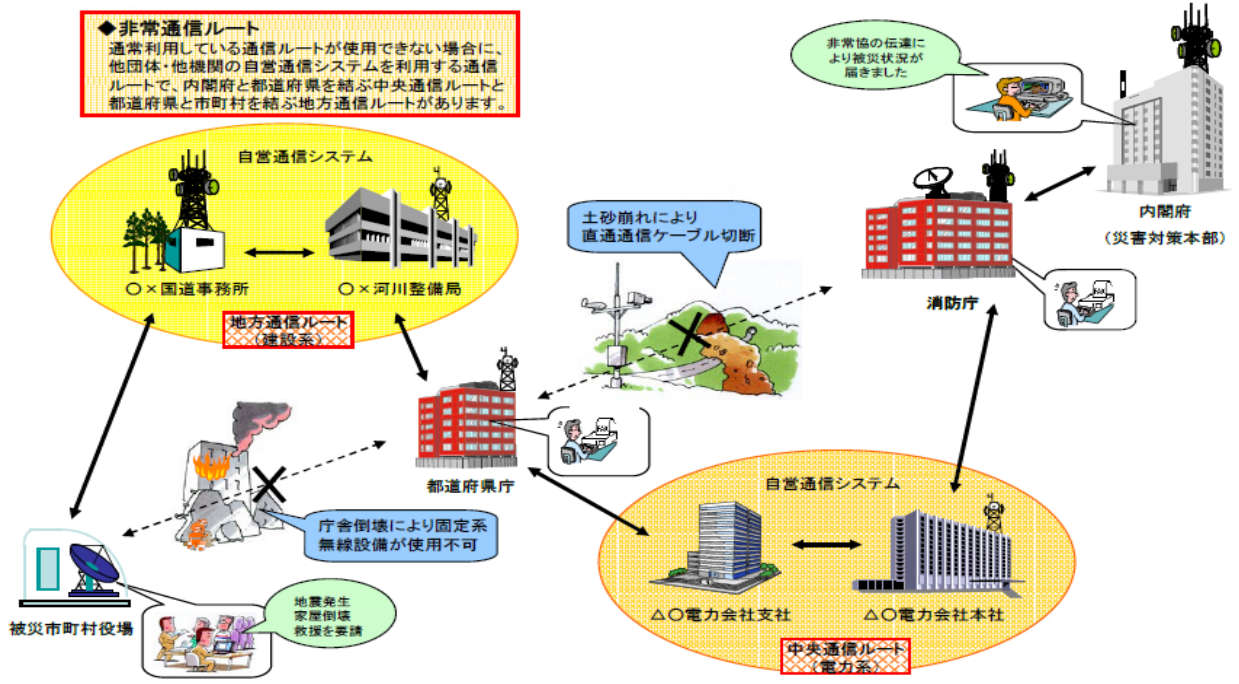 ◆非常通信ルート
通常利用している通信ルートが使用できない場合に、
他団体・他機関の自営通信システムを利用する通信
ルートで、内閣府と都道府県を結ぶ中央通信ルートと
都道府県と市町村を結ぶ地方通信ルートがあります。
非常協の伝達に
より被災状況が
届きました
自営通信システム
〇×国道事務所
〇×河川整備局
地方通信ルート
(建設系)
土砂崩れにより
直通通信ケーブル切断
内閣府
(災害対策本部)
消防庁
都道府県庁
庁舎倒壊により固定系
無線設備が使用不可
自営通信システム
△〇電力会社支社
△〇電力会社本社
中央通信ルート
(電力系)
被災市町村役場
地震発生
家屋倒壊
救援を要請